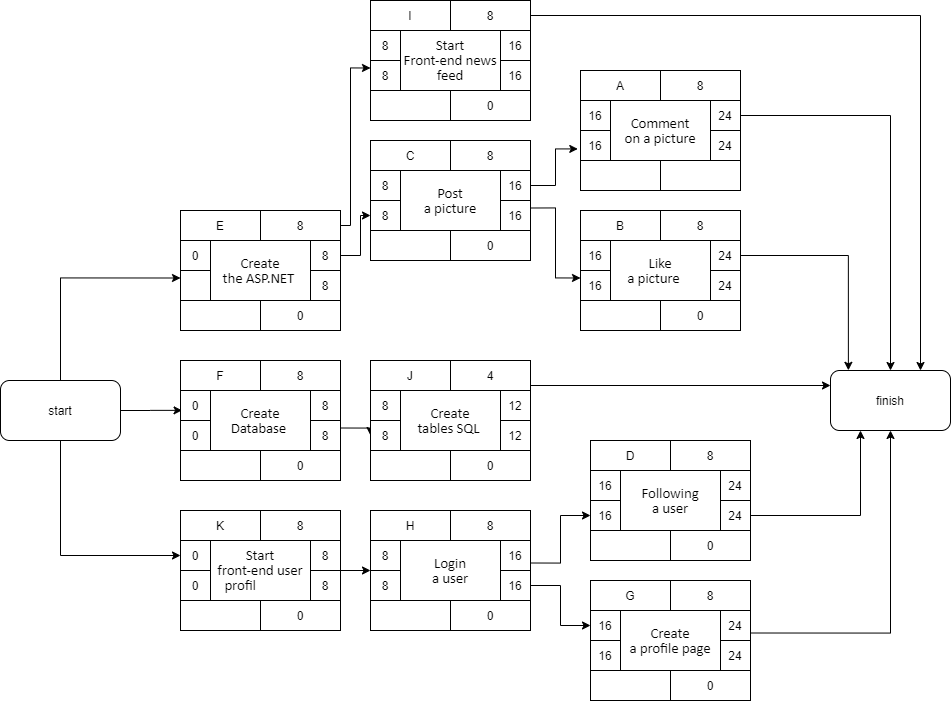 I 8
8 Start 16
Front-end news
8 feed 16
0
A 8
16 Comment 24
16 on a picture 24
C 8
8 Post 16
8 a picture 16
0
E 8
0 Create 8
the ASP.NET 8
0
B 8
16 Like 24
16 a picture 24
0
F 8
0 Create 8
0 Database 8
0
J 4
8 Create 12
8 tables SQL 12
0
start
finish
D 8
16 Following 24
16 a user 24
0
K 8
0 Start 8
front-end user
0 profil 8
0
H 8
8 Login 16
8 a user 16
0
G 8
16 Create 24
16 a profile page 24
0